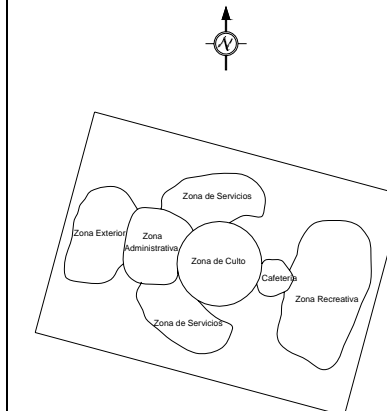 N
Zona de Servicios
Zona Exterior
Zona
Administrativa
Zona de Culto
Cafetería
Zona Recreativa
Zona de Servicios